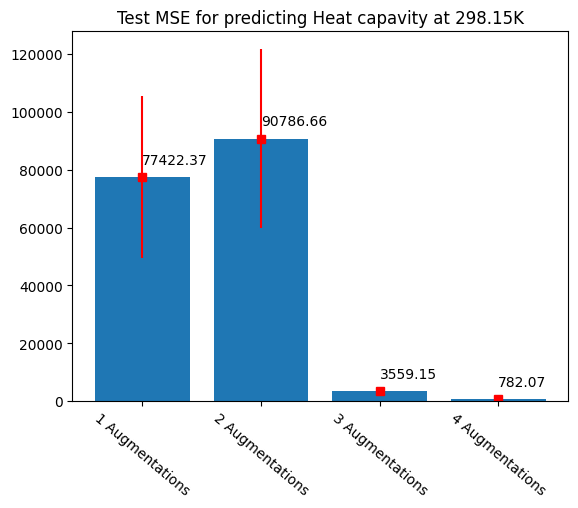 Test MSE for predicting Heat capavity at 298.15K
120000
100000
80000
60000
40000
20000
0
77422.37
90786.66
3559.15
782.07
1 Augmentations
2 Augmentations
3 Augmentations
4 Augmentations